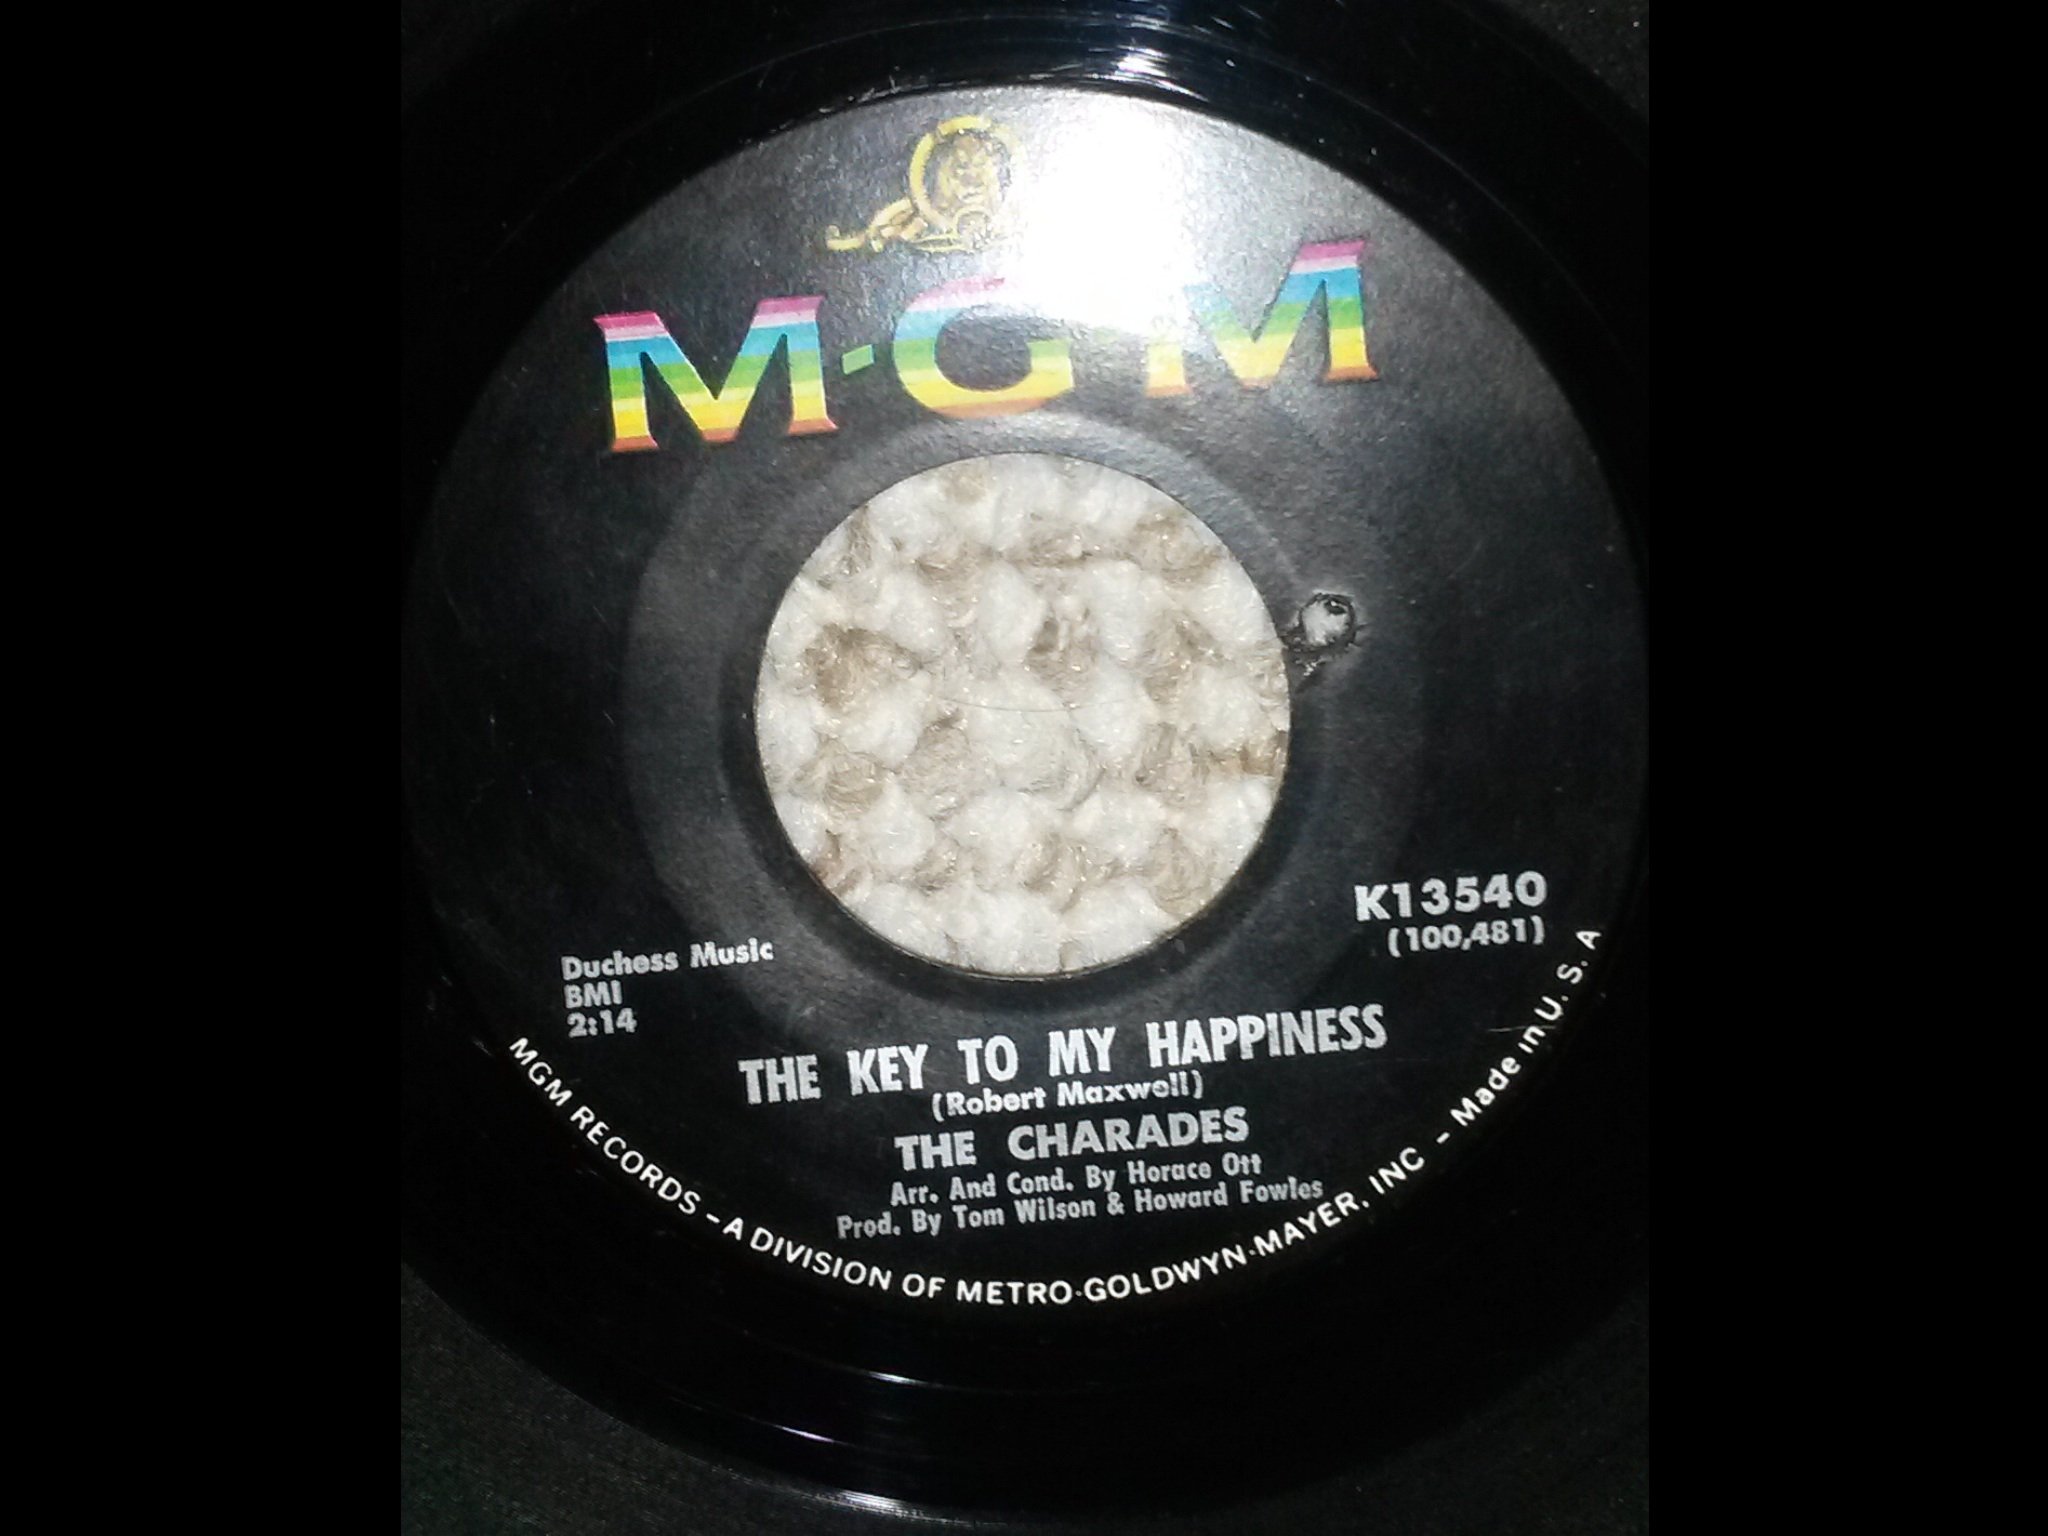 M-G-M
K13540
(100,481)
Duchess Music
BMI
2:14
THE KEY TO MY HAPPINESS
(Robert Maxwell)
THE CHARADES
Arr. And Cond. By Horace Ott
Prod. By Tom Wilson & Howard Fowles
MGM RECORDS – A DIVISION OF METRO-GOLDWYN-MAYER, INC – Made in U. S. A